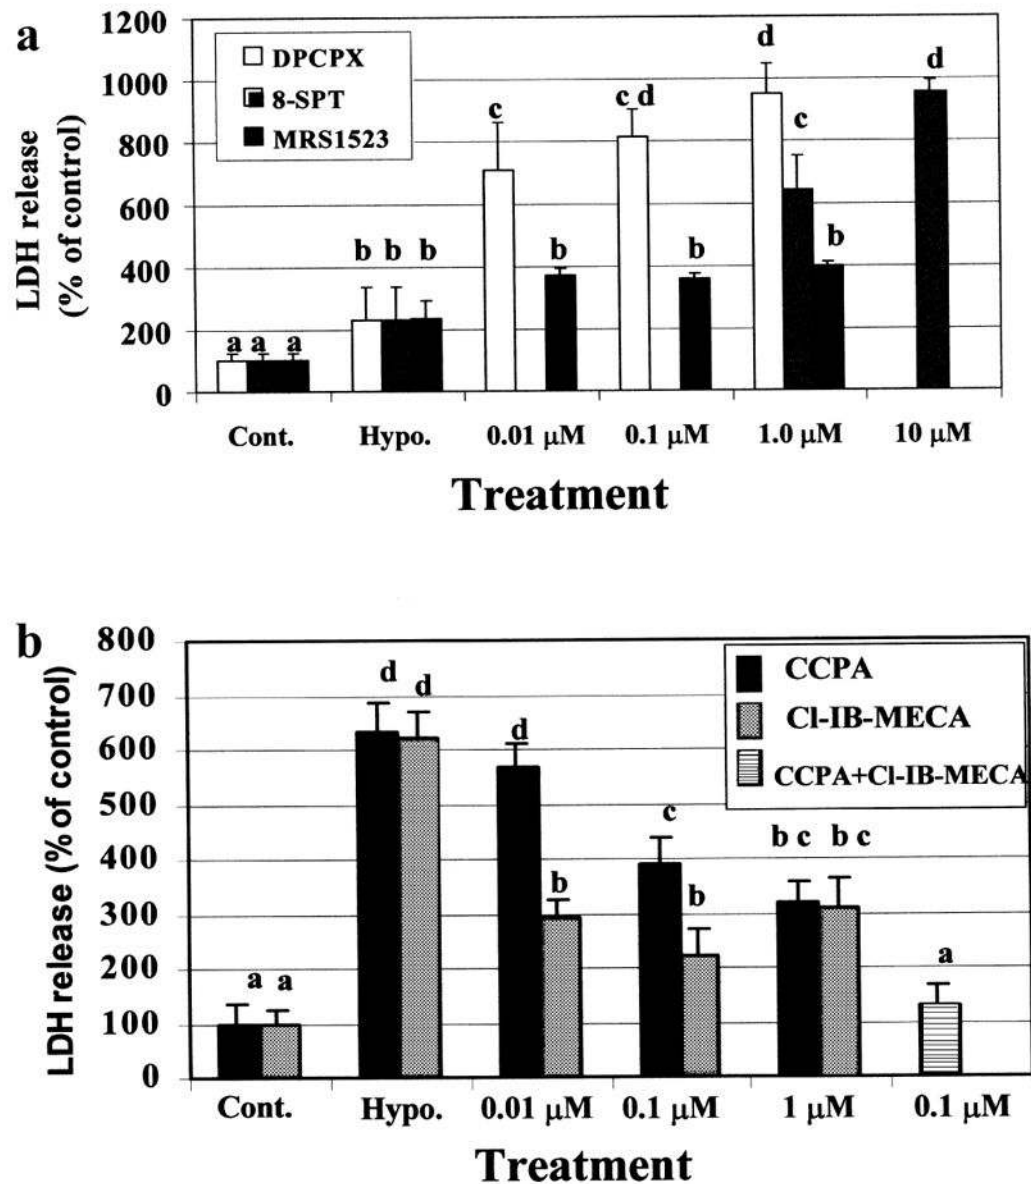 a
1200
1000
800
600
400
200
0
LDH release
(% of control)
DPCPX
8-SPT
MRS1523
a a a
b b b
c
b
c d
b
d
c
b
d
Cont. Hypo. 0.01 μM 0.1 μM 1.0 μM 10 μM
Treatment
b
800
700
600
500
400
300
200
100
0
LDH release (% of control)
CCPA
Cl-IB-MECA
CCPA+Cl-IB-MECA
a a
d d
d
b
c
b
b c b c
a
Cont. Hypo. 0.01 μM 0.1 μM 1 μM 0.1 μM
Treatment